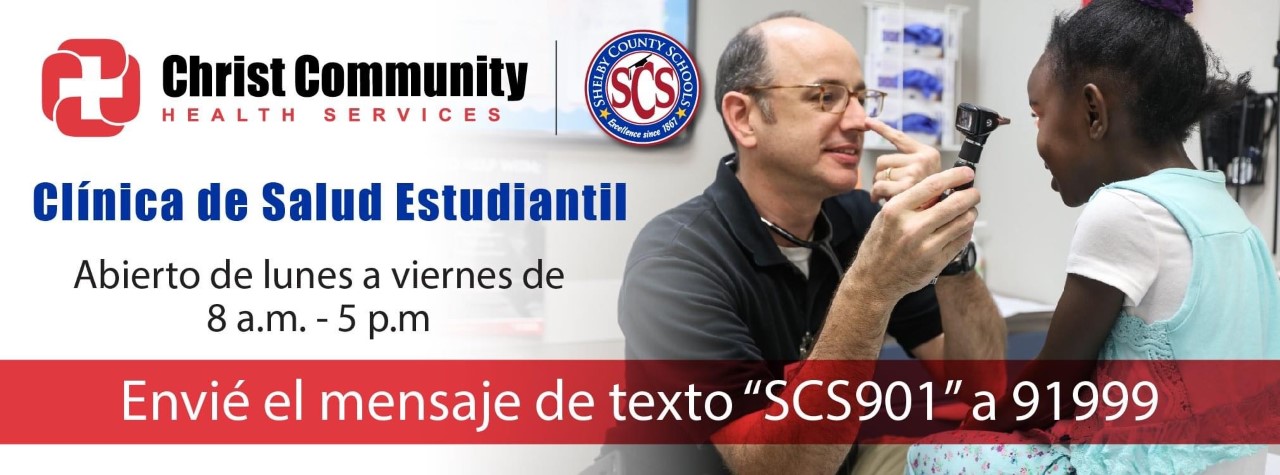 Christ Community
HEALTH SERVICES
SHELBY COUNTY SCHOOLS
SCS
Excellence since 1867
Clínica de Salud Estudiantil
Abierto de lunes a viernes de
8 a.m. - 5 p.m
Envié el mensaje de texto “SCS901” a 91999